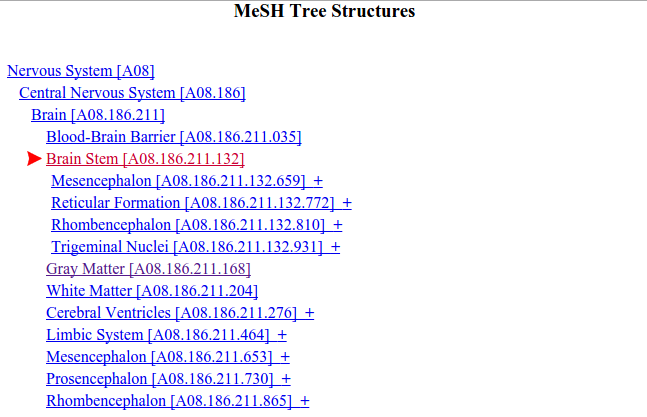 MeSH Tree Structures
Nervous System [A08]
Central Nervous System [A08.186]
Brain [A08.186.211]
Blood-Brain Barrier [A08.186.211.035]
Brain Stem [A08.186.211.132]
Mesencephalon [A08.186.211.132.659] +
Reticular Formation [A08.186.211.132.772] +
Rhombencephalon [A08.186.211.132.810] +
Trigeminal Nuclei [A08.186.211.132.931] +
Gray Matter [A08.186.211.168]
White Matter [A08.186.211.204]
Cerebral Ventricles [A08.186.211.276] +
Limbic System [A08.186.211.464] +
Mesencephalon [A08.186.211.653] +
Prosencephalon [A08.186.211.730] +
Rhombencephalon [A08.186.211.865] +